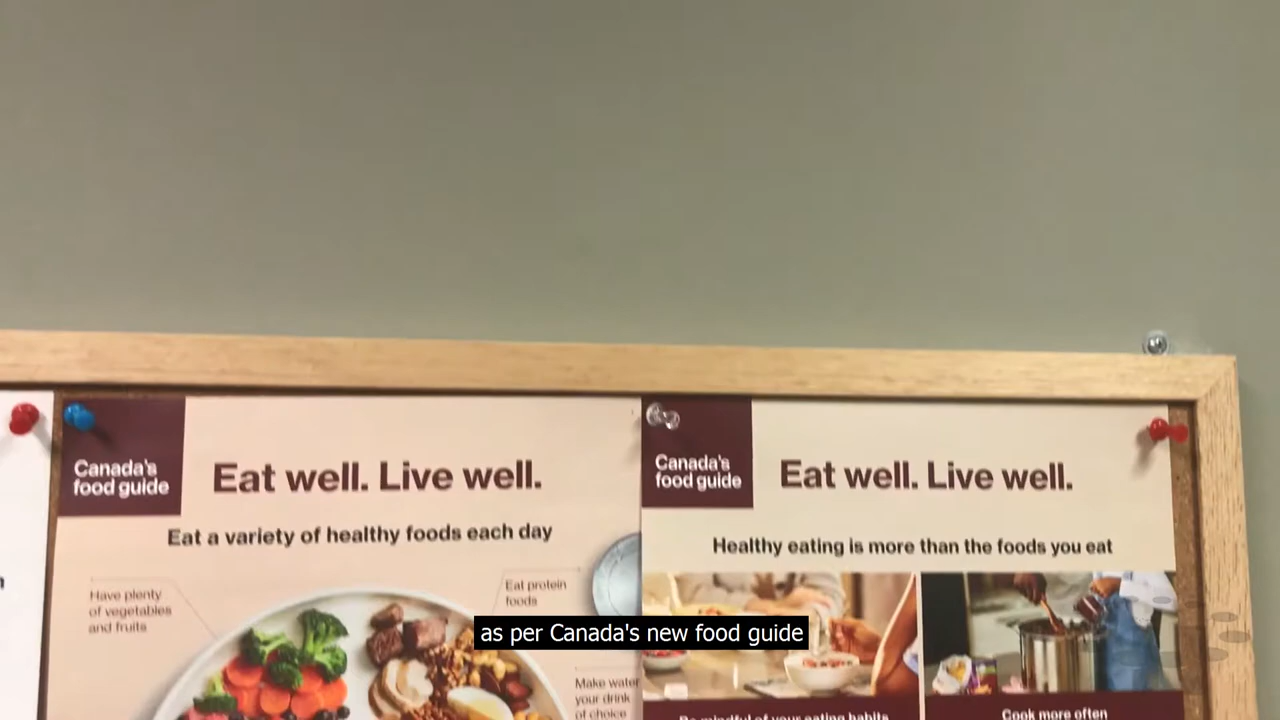 Canada's
food guide
Eat well. Live well.
Eat a variety of healthy foods each day
Have plenty
of vegetables
and fruits
Eat protein
foods
Make water
your drink
of choice
Canada's
food guide
Eat well. Live well.
Healthy eating is more than the foods you eat
Be mindful of your eating habits
Cook more often
as per Canada's new food guide